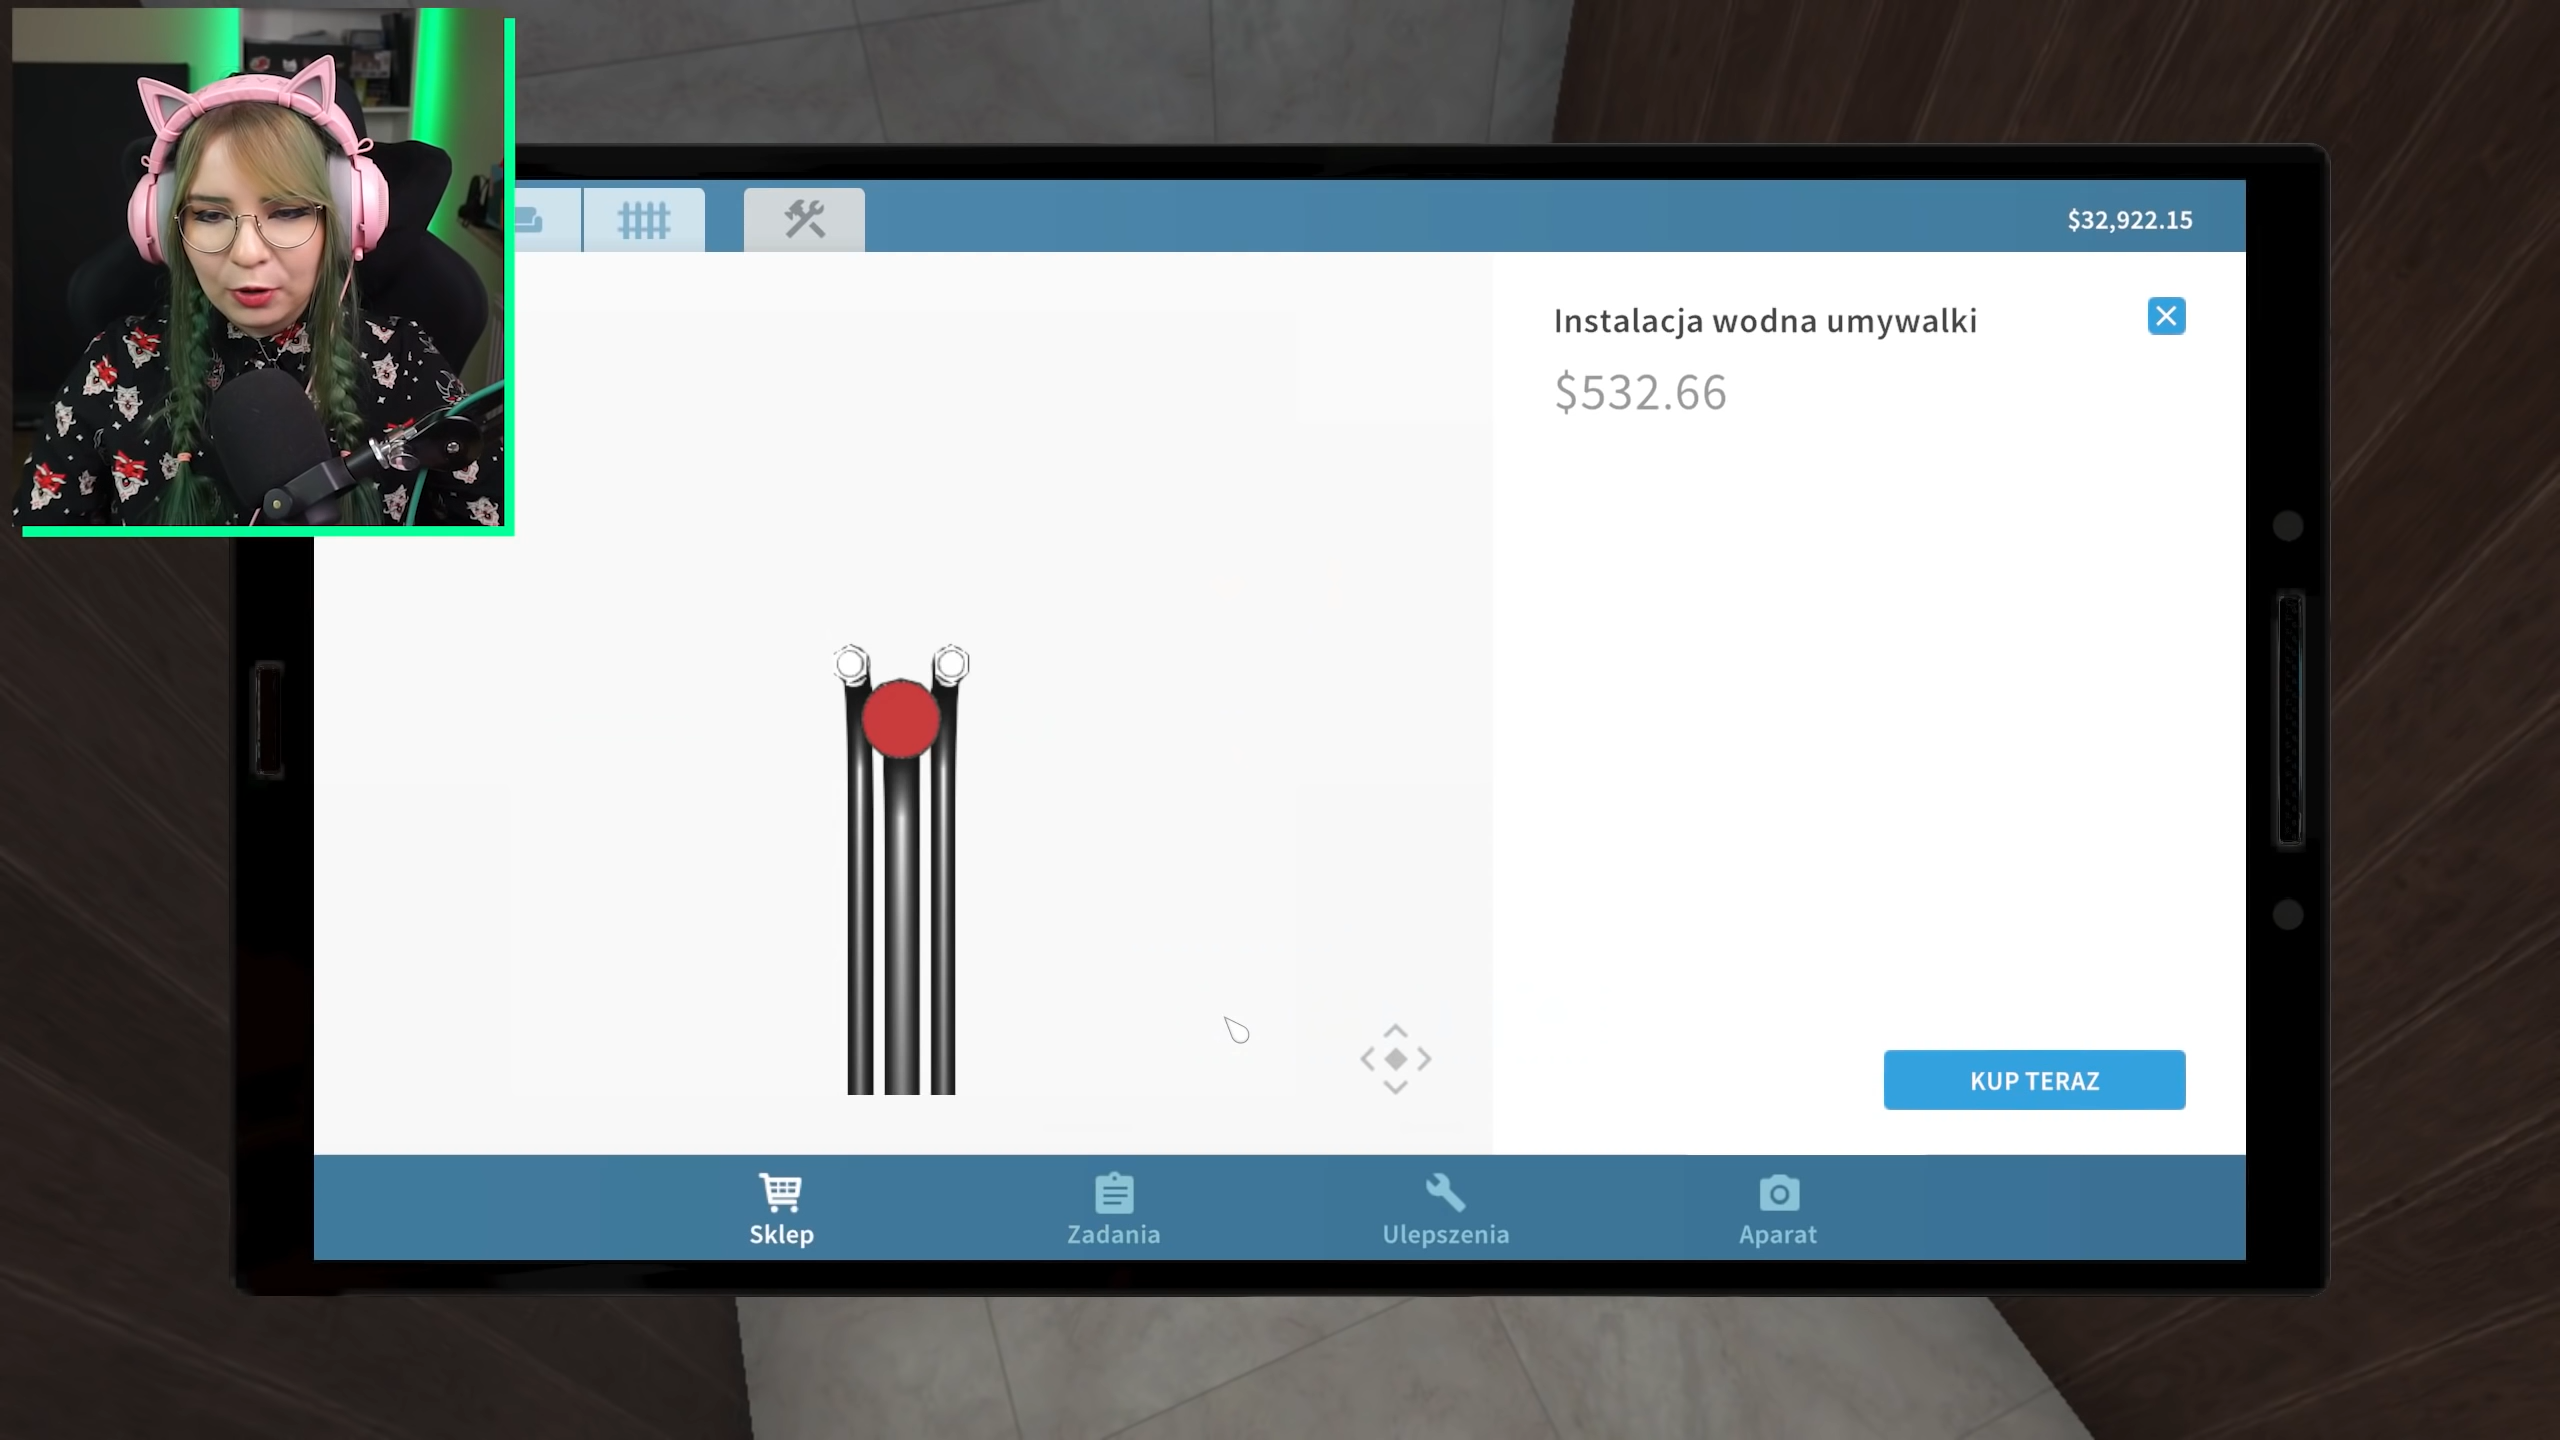 $32,922.15
Instalacja wodna umywalki
$532.66
KUP TERAZ
Sklep
Zadania
Ulepszenia
Aparat